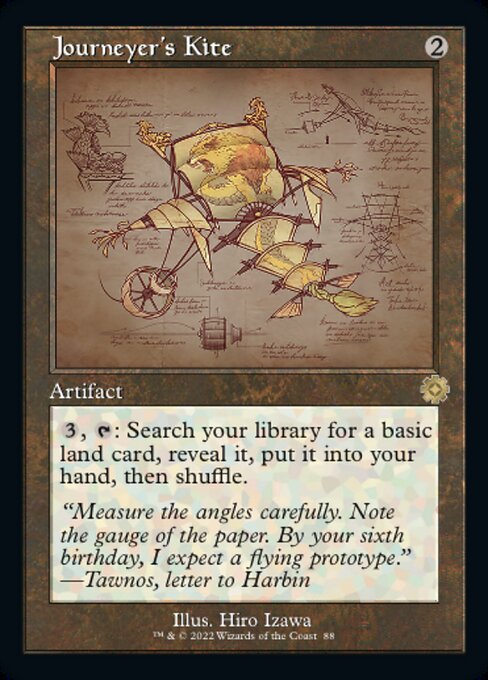 Journeyer's Kite 2
Artifact
3, T: Search your library for a basic
land card, reveal it, put it into your
hand, then shuffle.
“Measure the angles carefully. Note
the gauge of the paper. By your sixth
birthday, I expect a flying prototype.”
—Tawnos, letter to Harbin
Illus. Hiro Izawa
™ & © 2022 Wizards of the Coast 88